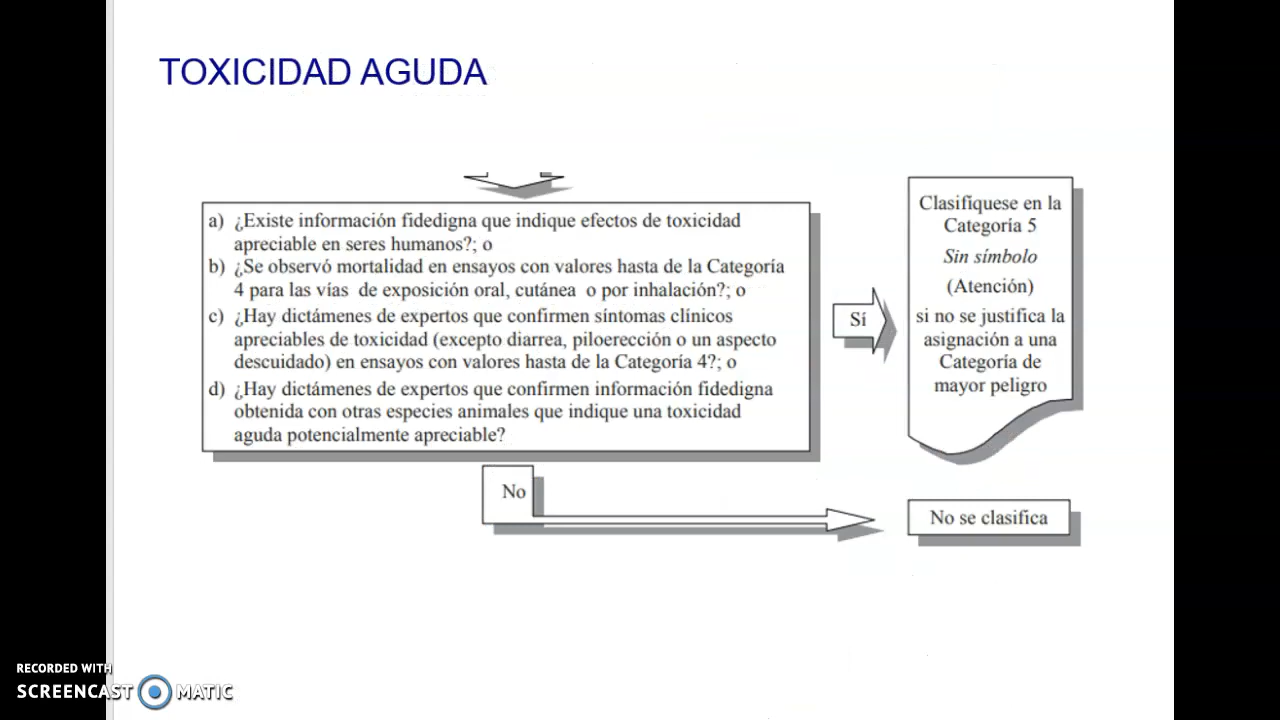 TOXICIDAD AGUDA
a) ¿Existe información fidedigna que indique efectos de toxicidad
apreciable en seres humanos?; o
b) ¿Se observó mortalidad en ensayos con valores hasta de la Categoría
4 para las vías de exposición oral, cutánea o por inhalación?; o
c) ¿Hay dictámenes de expertos que confirmen síntomas clínicos
apreciables de toxicidad (excepto diarrea, piloerección o un aspecto
descuidado) en ensayos con valores hasta de la Categoría 4?; o
d) ¿Hay dictámenes de expertos que confirmen información fidedigna
obtenida con otras especies animales que indique una toxicidad
aguda potencialmente apreciable?
Sí
Clasifíquese en la
Categoría 5
Sin símbolo
(Atención)
si no se justifica la
asignación a una
Categoría de
mayor peligro
No
No se clasifica
RECORDED WITH
SCREENCAST MATIC